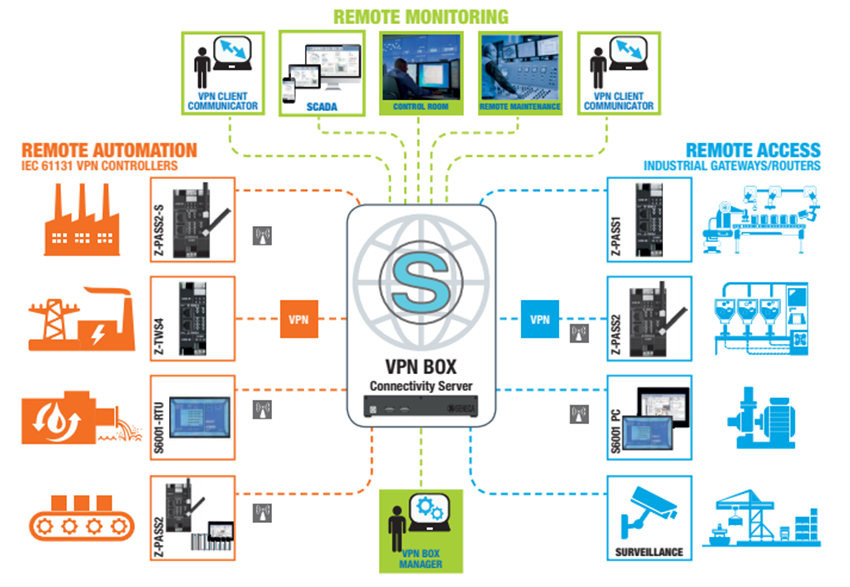 REMOTE MONITORING
VPN CLIENT
COMMUNICATOR
SCADA
CONTROL ROOM
REMOTE MAINTENANCE
VPN CLIENT
COMMUNICATOR
REMOTE AUTOMATION
IEC 61131 VPN CONTROLLERS
REMOTE ACCESS
INDUSTRIAL GATEWAYS/ROUTERS
Z-PASS2-S
Z-TWS4
S6001-RTU
Z-PASS2
VPN
S
VPN BOX
Connectivity Server
SENECA
VPN
Z-PASS1
Z-PASS2
S6001 PC
SURVEILLANCE
VPN BOX
MANAGER